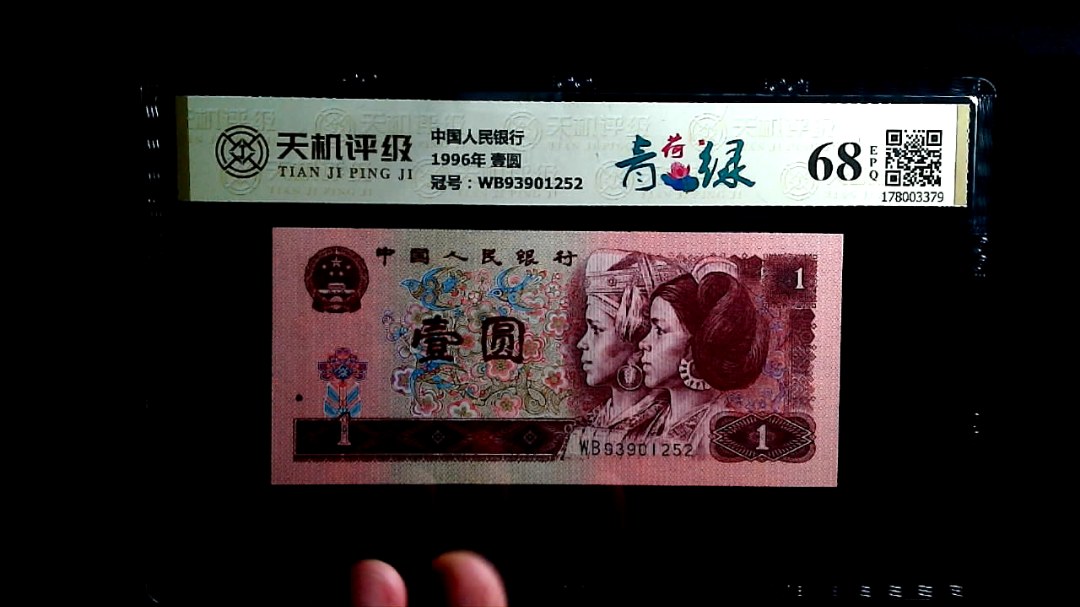 天机评级
TIAN JI PING JI
中国人民银行
1996年 壹圆
冠号：WB93901252
青荷绿
68
EPQ
178003379
中国人民银行
1
壹圆
1
WB93901252
1